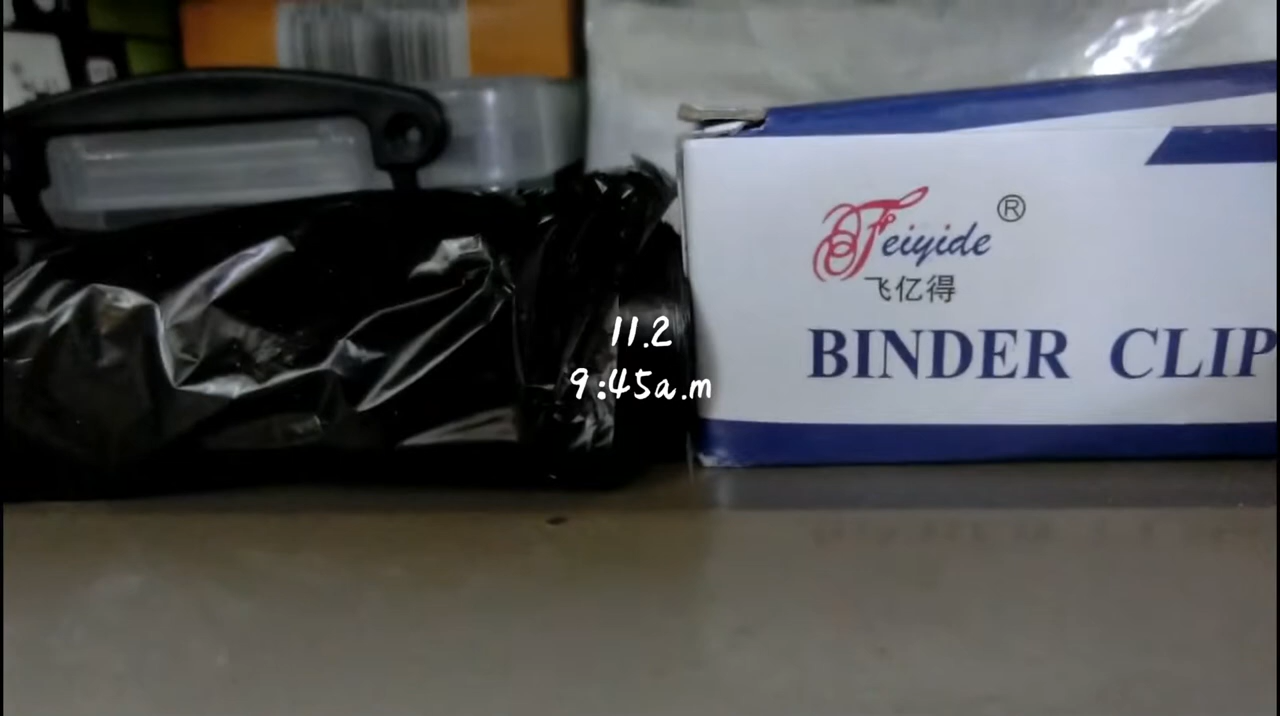 Feiyide ®
飞亿得
BINDER CLIP
11.2
9:45a.m